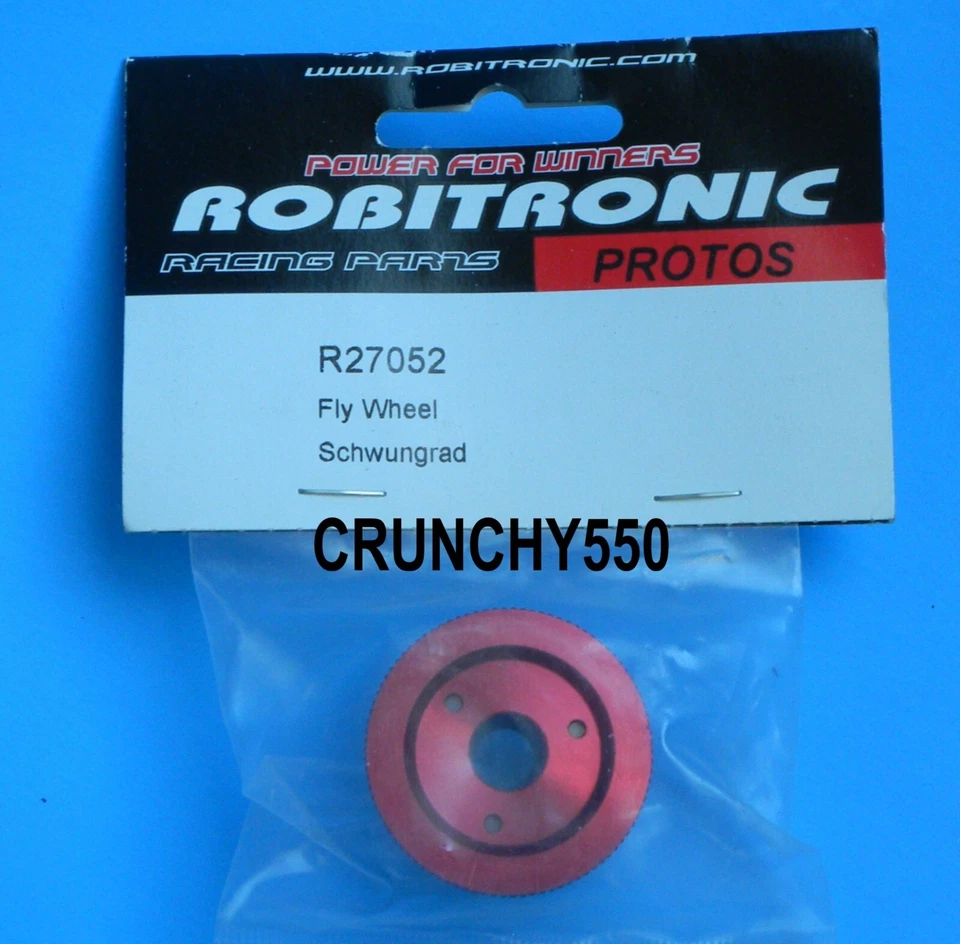 WWW.ROBITRONIC.COM
POWER FOR WINNERS
ROBITRONIC
RACING PARTS PROTOS
R27052
Fly Wheel
Schwungrad
CRUNCHY550